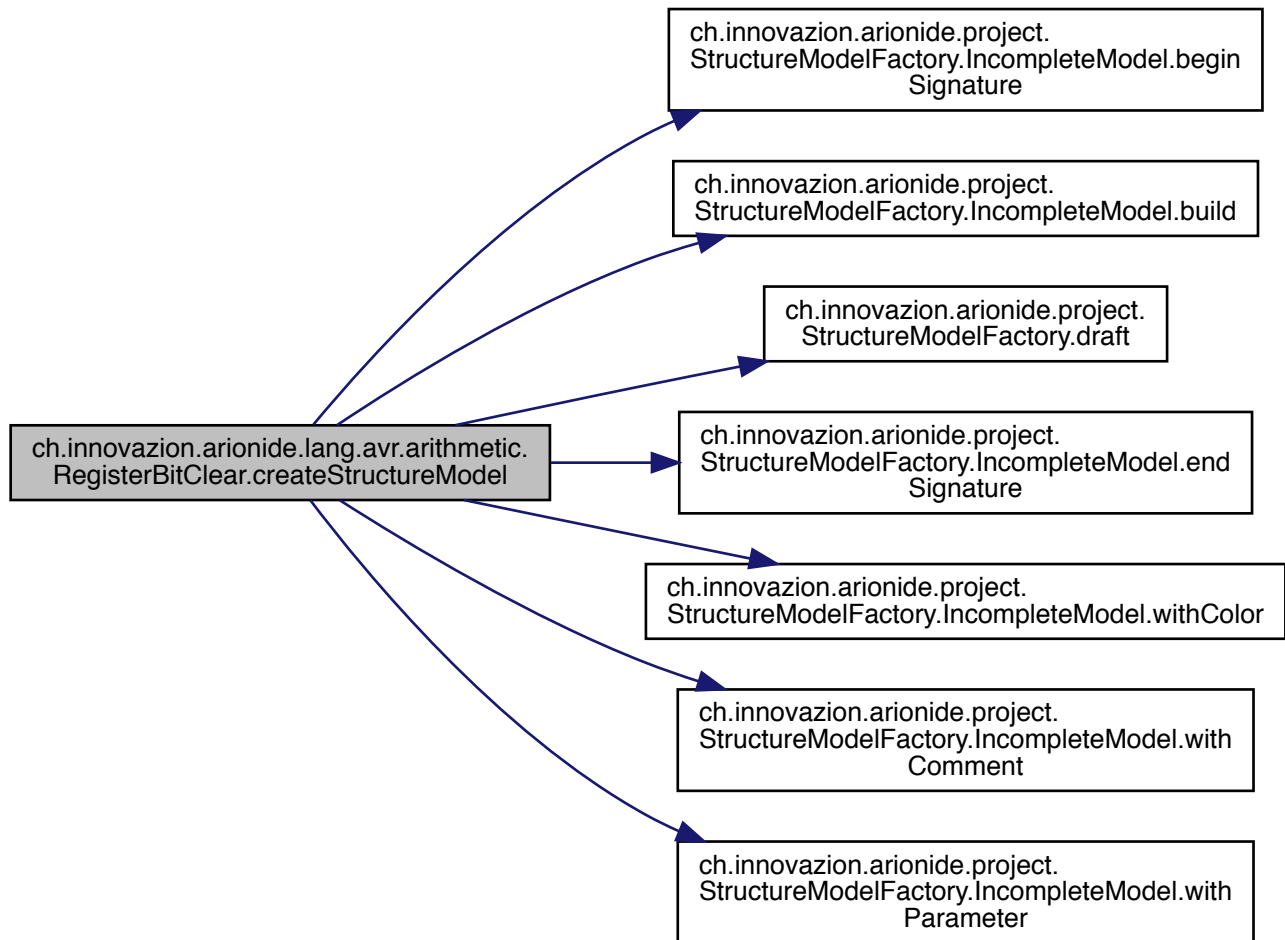 ch.innovazion.arionide.project.
StructureModelFactory.IncompleteModel.begin
Signature
ch.innovazion.arionide.project.
StructureModelFactory.IncompleteModel.build
ch.innovazion.arionide.project.
StructureModelFactory.draft
ch.innovazion.arionide.lang.avr.arithmetic.
RegisterBitClear.createStructureModel
ch.innovazion.arionide.project.
StructureModelFactory.IncompleteModel.end
Signature
ch.innovazion.arionide.project.
StructureModelFactory.IncompleteModel.withColor
ch.innovazion.arionide.project.
StructureModelFactory.IncompleteModel.with
Comment
ch.innovazion.arionide.project.
StructureModelFactory.IncompleteModel.with
Parameter